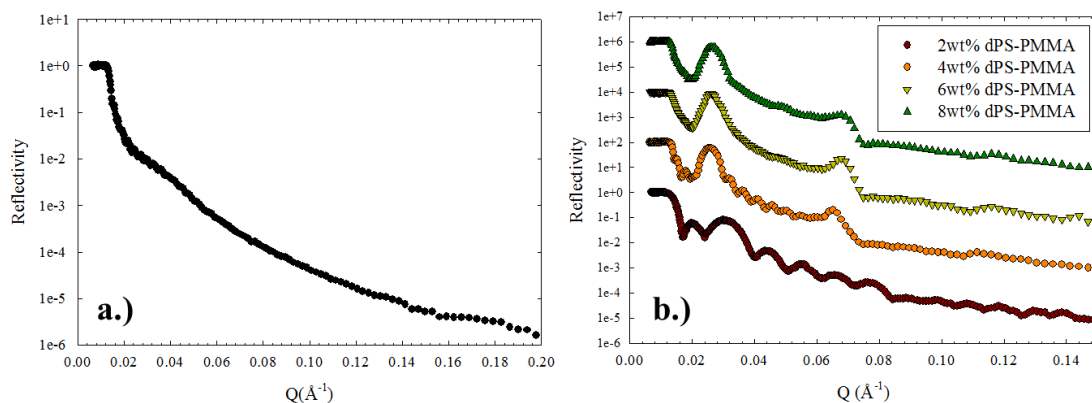 1e+1
1e+0
1e-1
1e-2
1e-3
1e-4
1e-5
1e-6
Reflectivity
a.)
0.00 0.02 0.04 0.06 0.08 0.10 0.12 0.14 0.16 0.18 0.20
Q(Å⁻¹)
1e+7
1e+6
1e+5
1e+4
1e+3
1e+2
1e+1
1e+0
1e-1
1e-2
1e-3
1e-4
1e-5
1e-6
Reflectivity
2wt% dPS-PMMA
4wt% dPS-PMMA
6wt% dPS-PMMA
8wt% dPS-PMMA
b.)
0.00 0.02 0.04 0.06 0.08 0.10 0.12 0.14
Q (Å⁻¹)